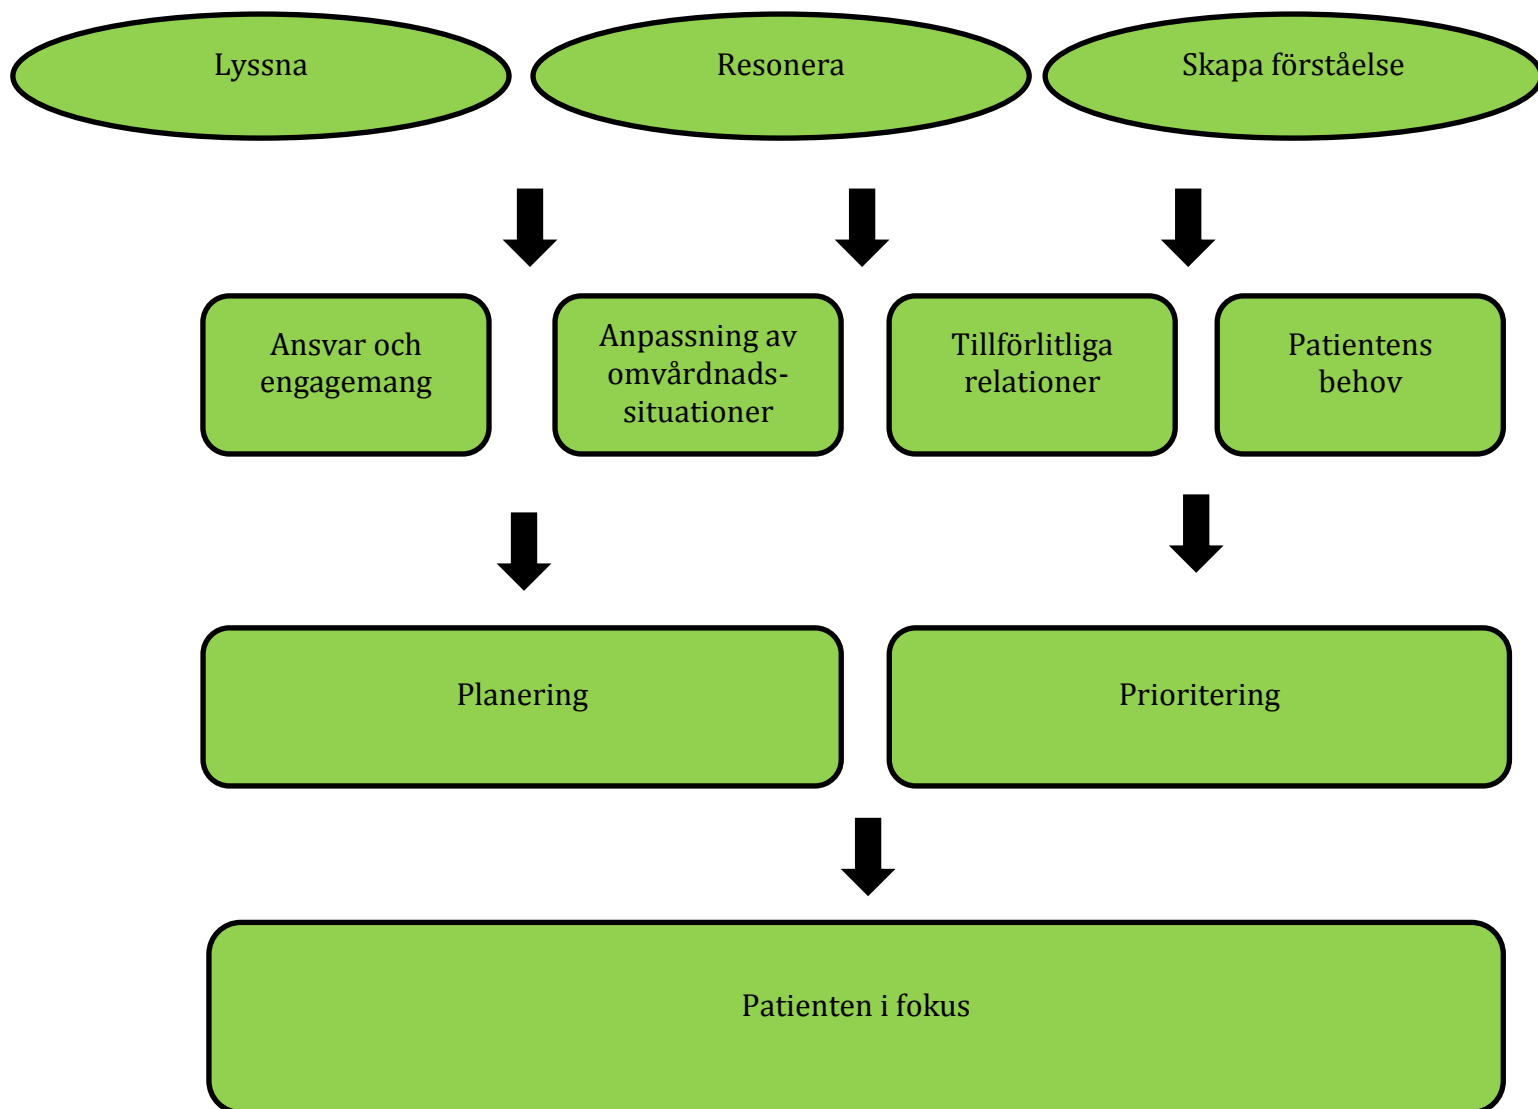 Lyssna
Resonera
Skapa förståelse
Ansvar och
engagemang
Anpassning av
omvårdnads-
situationer
Tillförlitliga
relationer
Patientens
behov
Planering
Prioritering
Patienten i fokus